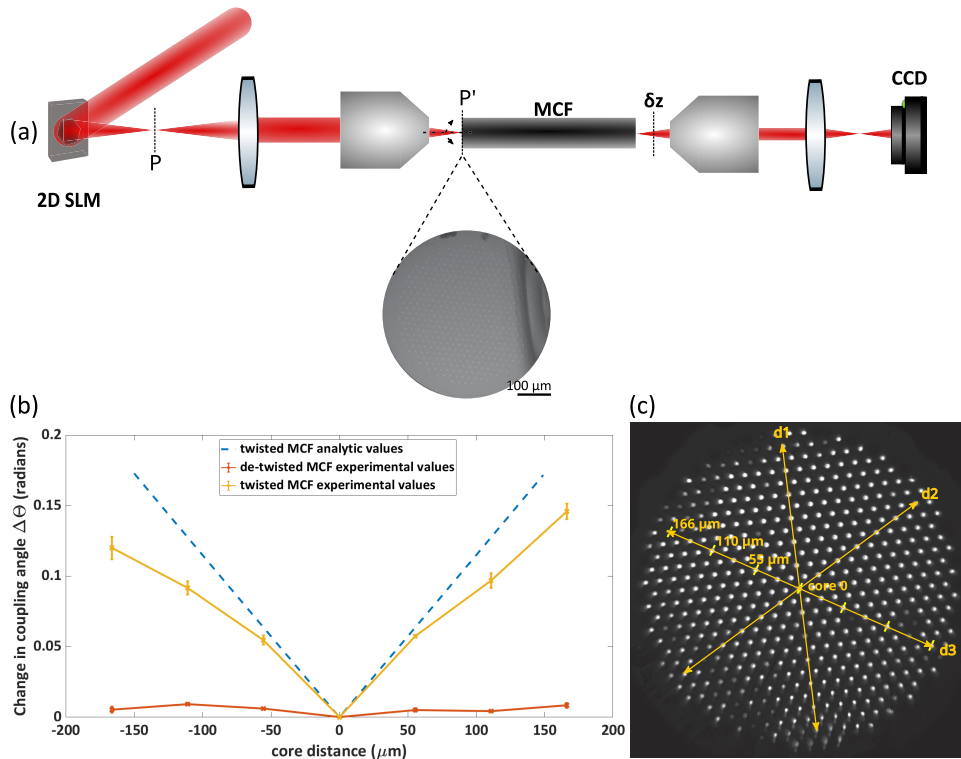 (a)
2D SLM
P
P'
MCF
δz
CCD
100 µm
(b)
twisted MCF analytic values
de-twisted MCF experimental values
twisted MCF experimental values
Change in coupling angle ΔΘ (radians)
0.2
0.15
0.1
0.05
0
-200
-150
-100
-50
0
50
100
150
200
core distance (μm)
(c)
d1
d2
166 µm
110 µm
55 µm
core 0
d3